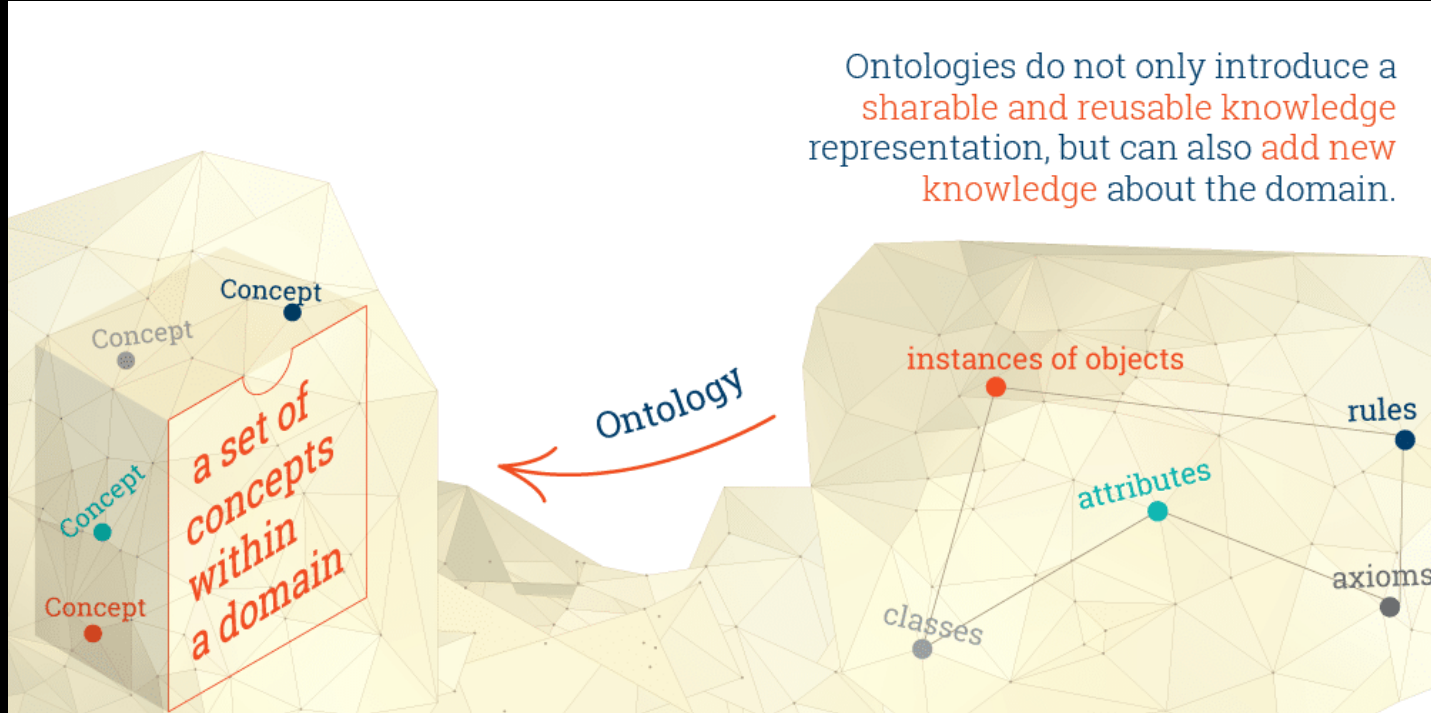 Ontologies do not only introduce a
sharable and reusable knowledge
representation, but can also add new
knowledge about the domain.
Concept
Concept
Concept
Concept
a set of
concepts
within
a domain
Ontology
instances of objects
rules
attributes
axioms
classes